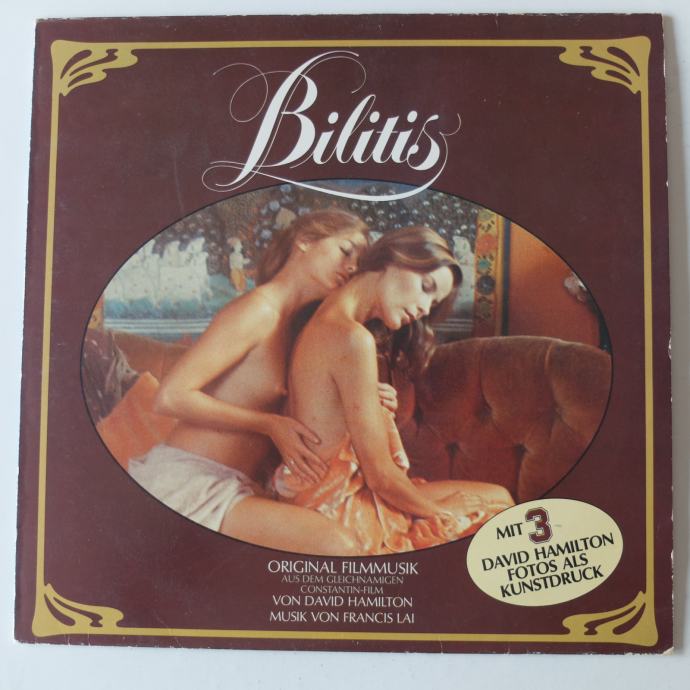 Bilitis
ORIGINAL FILMMUSIK
AUS DEM GLEICHNAMIGEN
CONSTANTIN-FILM
VON DAVID HAMILTON
MUSIK VON FRANCIS LAI
MIT 3
DAVID HAMILTON
FOTOS ALS
KUNSTDRUCK